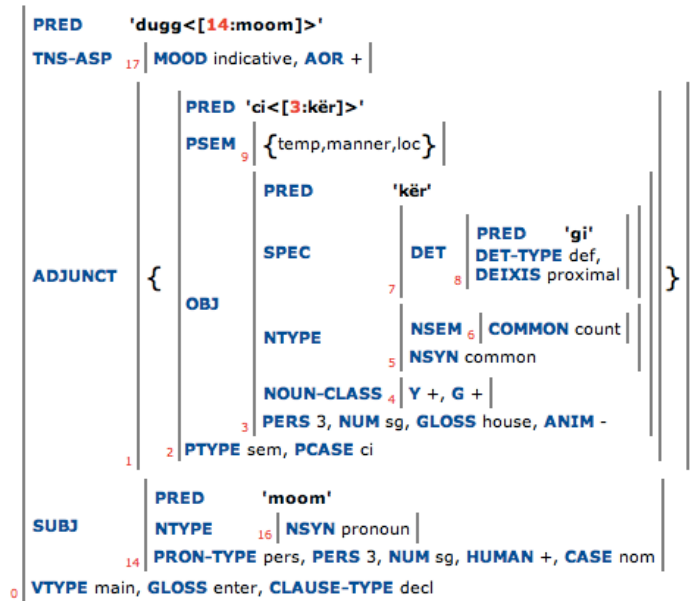 PRED 'dugg<[14:moom]>'
TNS-ASP 17 MOOD indicative, AOR +
PRED 'ci<[3:kër]>'
PSEM 9 {temp,manner,loc}
PRED 'kër'
PRED 'gi'
SPEC 7 DET 8 DET-TYPE def,
DEIXIS proximal
ADJUNCT 1 { }
OBJ
NTYPE 5 NSEM 6 COMMON count
NSYN common
NOUN-CLASS 4 Y +, G +
3 PERS 3, NUM sg, GLOSS house, ANIM -
2 PTYPE sem, PCASE ci
PRED 'moom'
SUBJ NTYPE 16 NSYN pronoun
14 PRON-TYPE pers, PERS 3, NUM sg, HUMAN +, CASE nom
0 VTYPE main, GLOSS enter, CLAUSE-TYPE decl